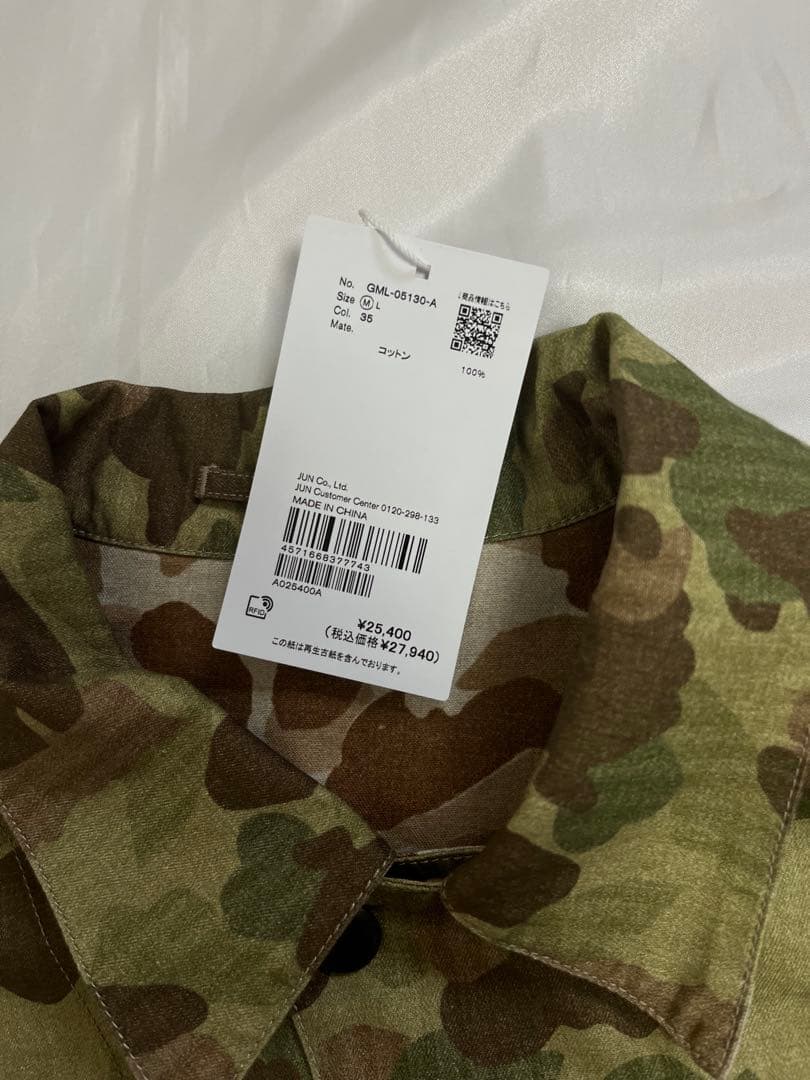 No. GML-05130-A
Size Ⓜ L
Col. 35
Mate.
↓商品情報はこちら
コットン 100%
JUN Co., Ltd.
JUN Customer Center 0120-298-133
MADE IN CHINA
4571668377743
A025400A
RFID
¥25,400
(税込価格¥27,940)
この紙は再生古紙を含んでおります。